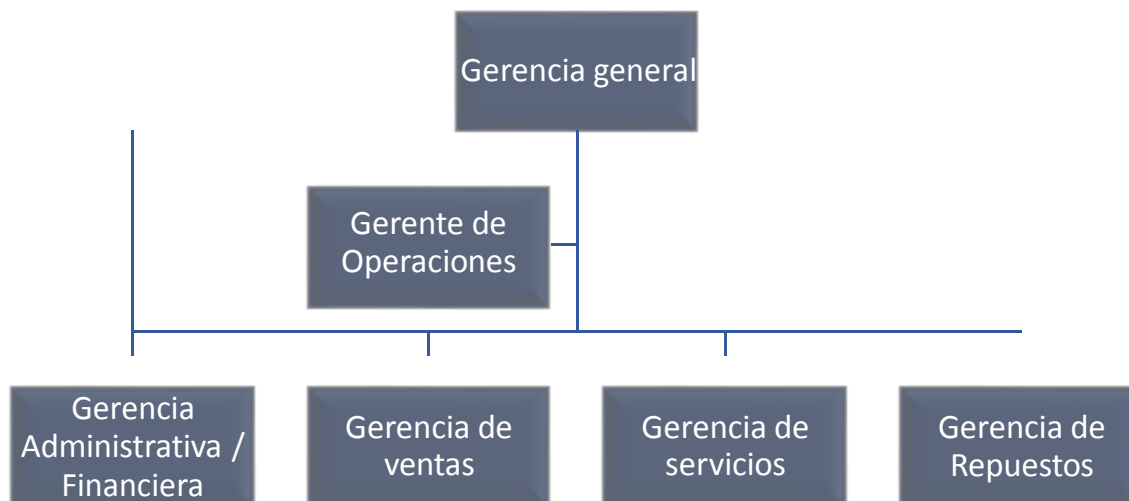 Gerencia general
Gerente de
Operaciones
Gerencia
Administrativa /
Financiera
Gerencia de
ventas
Gerencia de
servicios
Gerencia de
Repuestos